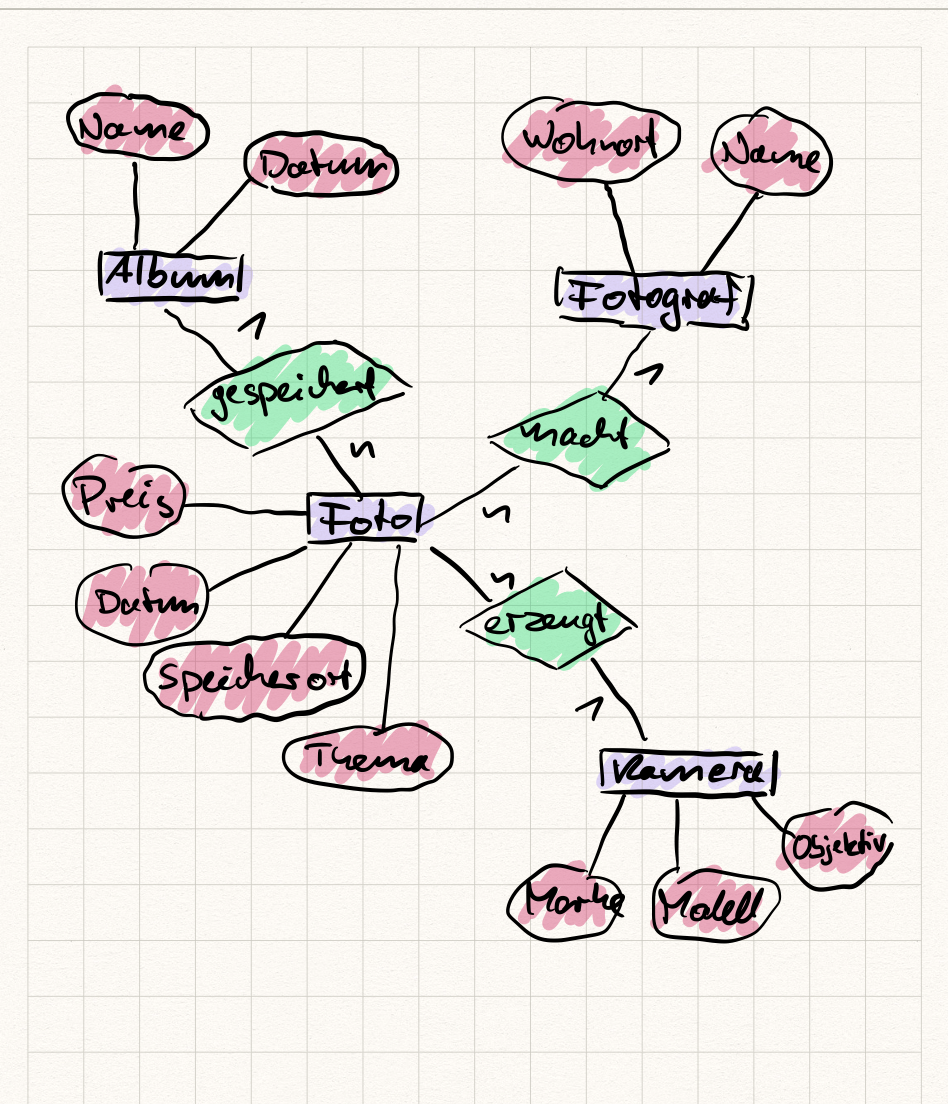 Name
Datum
Wohnort
Name
Album
Fotograf
1
gespeichert
1
macht
n
Preis
Foto
n
Datum
n
erzeugt
Speicherort
1
Thema
Kamera
Objektiv
Marke
Modell